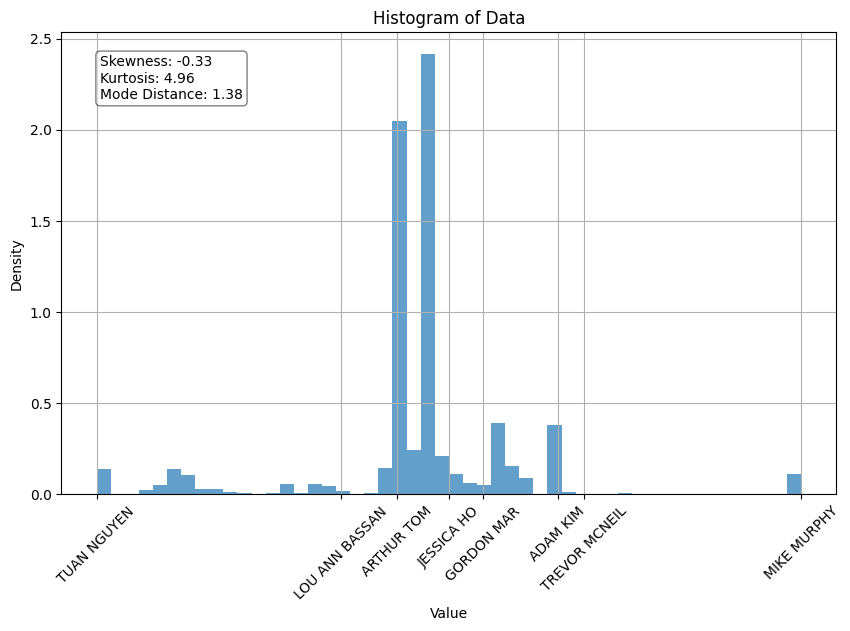 Histogram of Data
Skewness: -0.33
Kurtosis: 4.96
Mode Distance: 1.38
2.5
2.0
1.5
1.0
0.5
0.0
Density
TUAN NGUYEN
LOU ANN BASSAN
ARTHUR TOM
JESSICA HO
GORDON MAR
ADAM KIM
TREVOR MCNEIL
MIKE MURPHY
Value